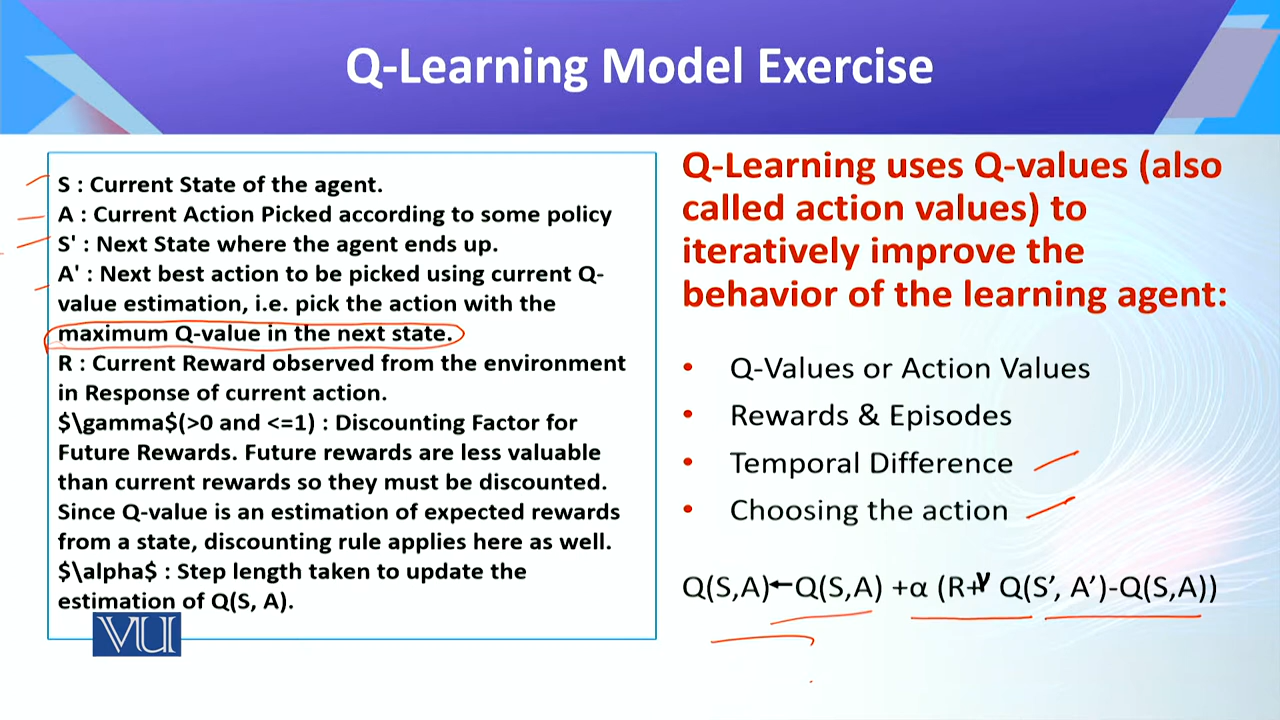 Q-Learning Model Exercise
S : Current State of the agent.
A : Current Action Picked according to some policy
S' : Next State where the agent ends up.
A' : Next best action to be picked using current Q-
value estimation, i.e. pick the action with the
maximum Q-value in the next state.
R : Current Reward observed from the environment
in Response of current action.
$\gamma$(>0 and <=1) : Discounting Factor for
Future Rewards. Future rewards are less valuable
than current rewards so they must be discounted.
Since Q-value is an estimation of expected rewards
from a state, discounting rule applies here as well.
$\alpha$ : Step length taken to update the
estimation of Q(S, A).
VU
Q-Learning uses Q-values (also
called action values) to
iteratively improve the
behavior of the learning agent:
• Q-Values or Action Values
• Rewards & Episodes
• Temporal Difference
• Choosing the action
Q(S,A)←Q(S,A) +α (R+γ Q(S’, A’)-Q(S,A))